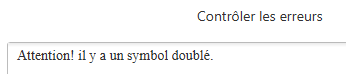 Contrôler les erreurs
Attention! il y a un symbol doublé.